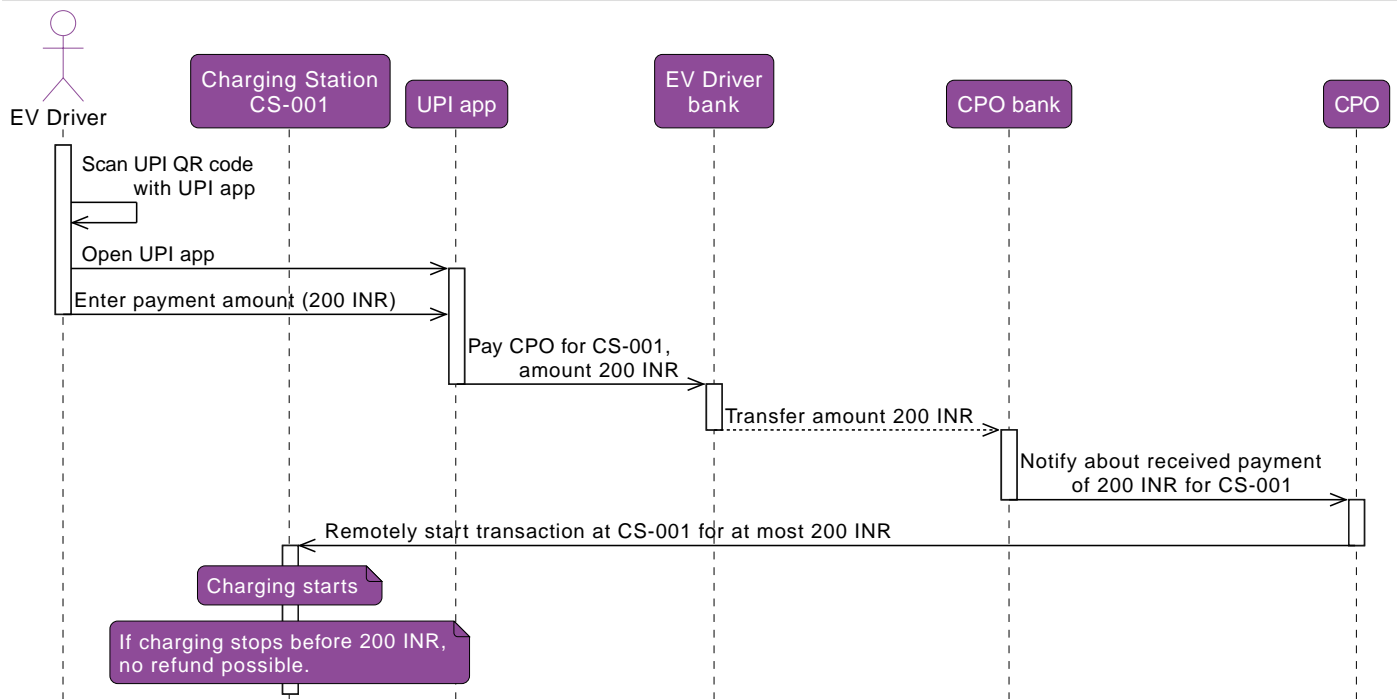 EV Driver
Charging Station
CS-001
UPI app
EV Driver
bank
CPO bank
CPO
Scan UPI QR code
with UPI app
Open UPI app
Enter payment amount (200 INR)
Pay CPO for CS-001,
amount 200 INR
Transfer amount 200 INR
Notify about received payment
of 200 INR for CS-001
Remotely start transaction at CS-001 for at most 200 INR
Charging starts
If charging stops before 200 INR,
no refund possible.